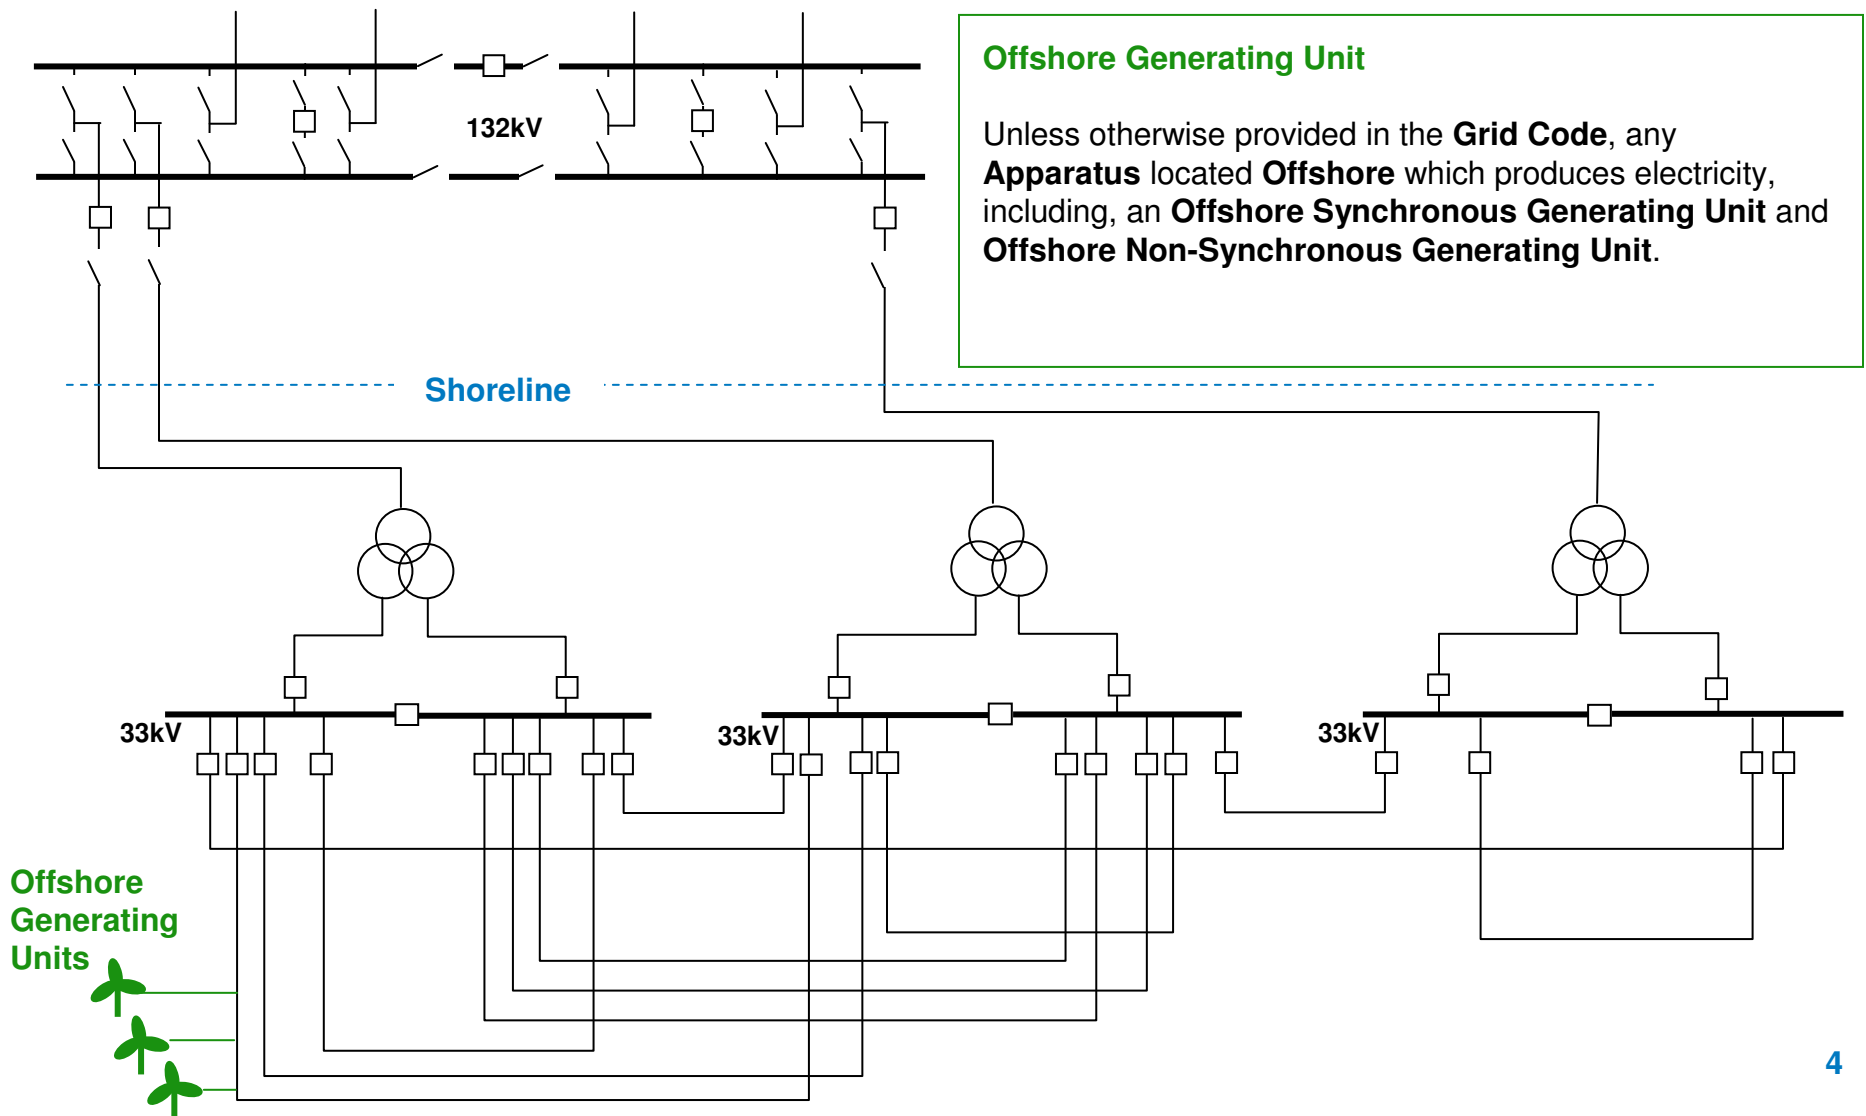 Offshore Generating Unit
Unless otherwise provided in the Grid Code, any
Apparatus located Offshore which produces electricity,
including, an Offshore Synchronous Generating Unit and
Offshore Non-Synchronous Generating Unit.
132kV
Shoreline
33kV
33kV
33kV
Offshore
Generating
Units
4